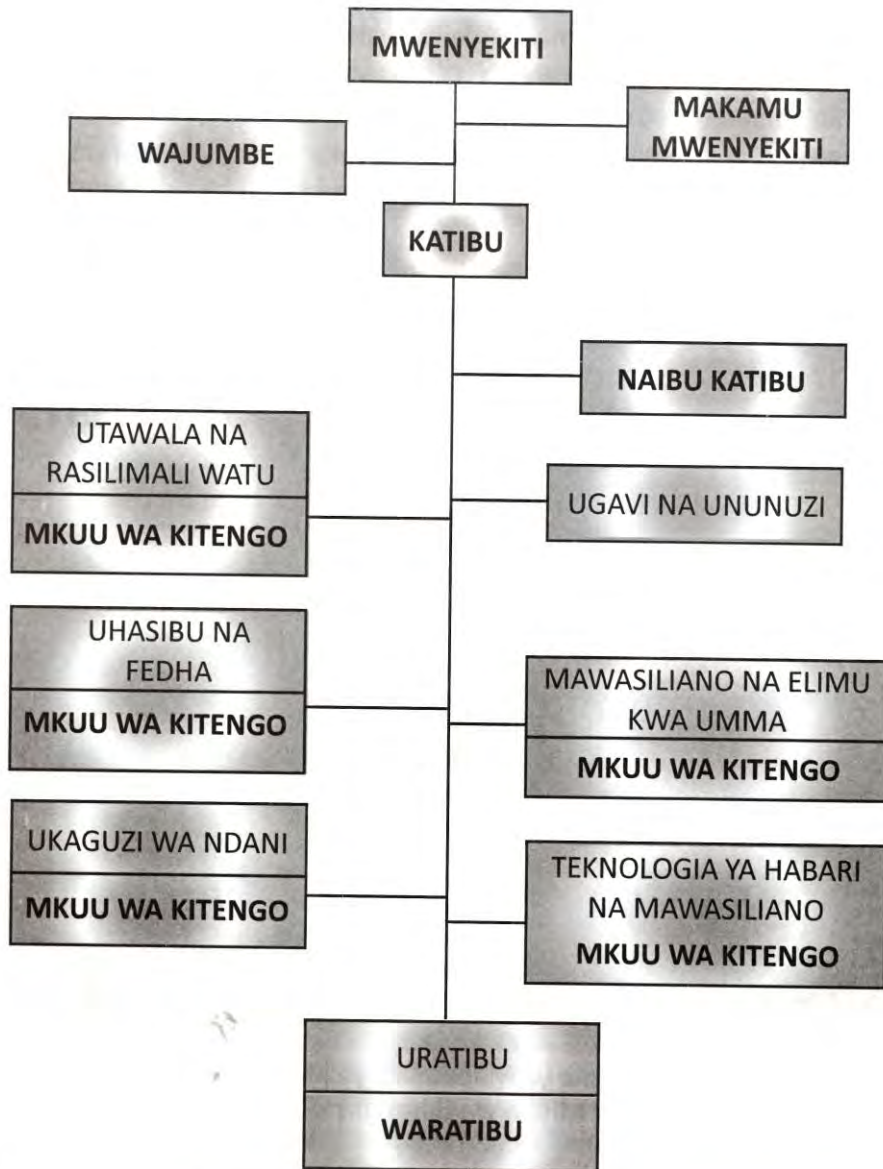 MWENYEKITI
MAKAMU
MWENYEKITI
WAJUMBE
KATIBU
NAIBU KATIBU
UTAWALA NA
RASILIMALI WATU
MKUU WA KITENGO
UGAVI NA UNUNUZI
UHASIBU NA
FEDHA
MKUU WA KITENGO
MAWASILIANO NA ELIMU
KWA UMMA
MKUU WA KITENGO
UKAGUZI WA NDANI
MKUU WA KITENGO
TEKNOLOGIA YA HABARI
NA MAWASILIANO
MKUU WA KITENGO
URATIBU
WARATIBU